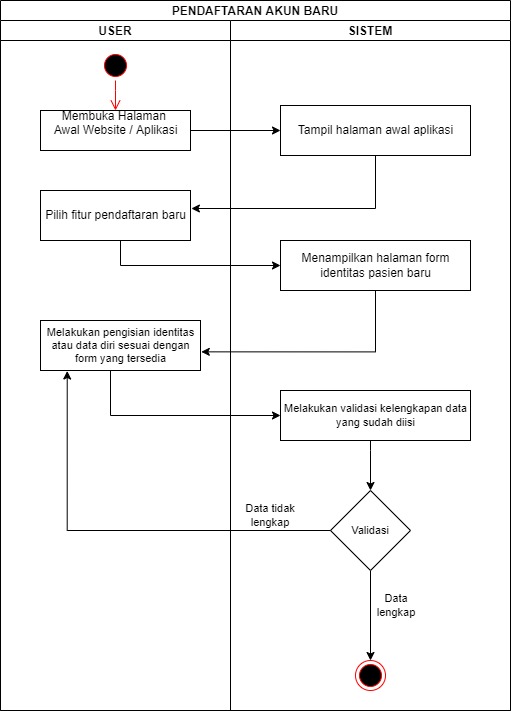 PENDAFTARAN AKUN BARU
USER
SISTEM
Membuka Halaman
Awal Website / Aplikasi
Tampil halaman awal aplikasi
Pilih fitur pendaftaran baru
Menampilkan halaman form
identitas pasien baru
Melakukan pengisian identitas
atau data diri sesuai dengan
form yang tersedia
Melakukan validasi kelengkapan data
yang sudah diisi
Data tidak
lengkap
Validasi
Data
lengkap